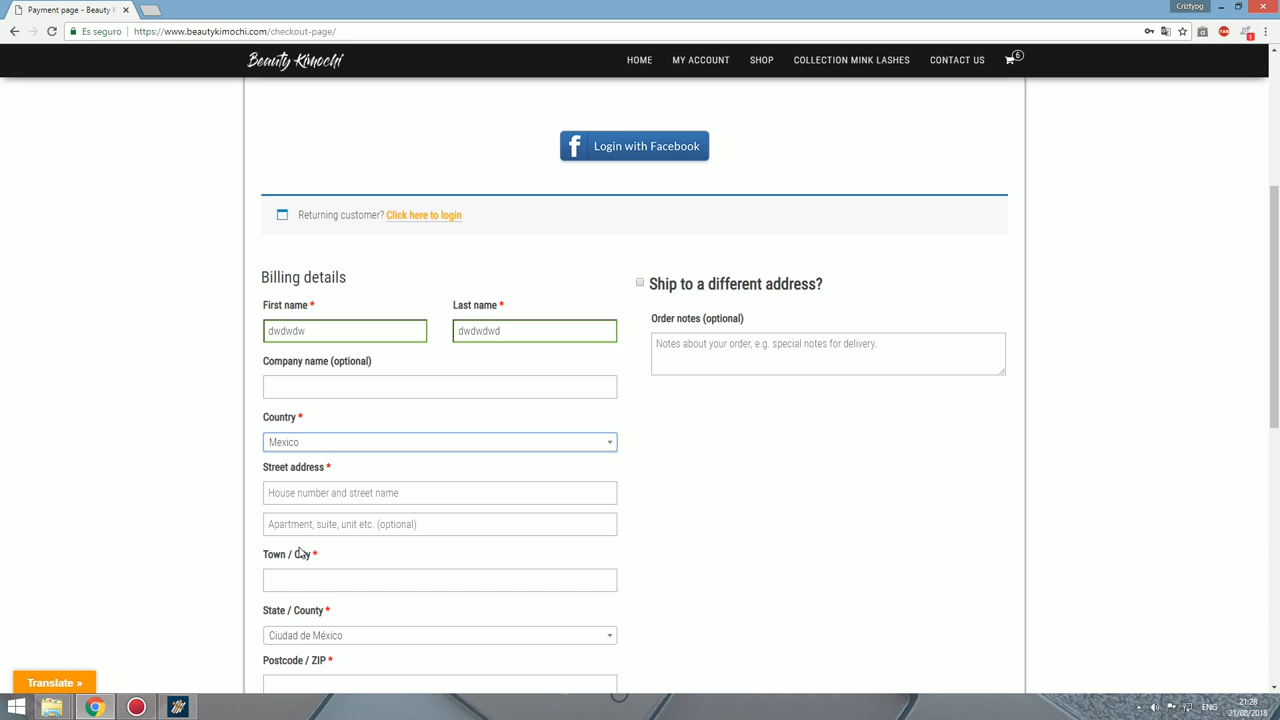 Payment page - Beauty K
Criztypg
Es seguro
https://www.beautykimochi.com/checkout-page/
Beauty Kimochi
HOME
MY ACCOUNT
SHOP
COLLECTION MINK LASHES
CONTACT US
6
f Login with Facebook
Returning customer? Click here to login
Billing details
Ship to a different address?
First name *
Last name *
Order notes (optional)
dwdwdw
dwdwdwd
Notes about your order, e.g. special notes for delivery.
Company name (optional)
Country *
Mexico
Street address *
House number and street name
Apartment, suite, unit etc. (optional)
Town / City *
State / County *
Ciudad de México
Postcode / ZIP *
Translate »
ENG
21:28
21/08/2018